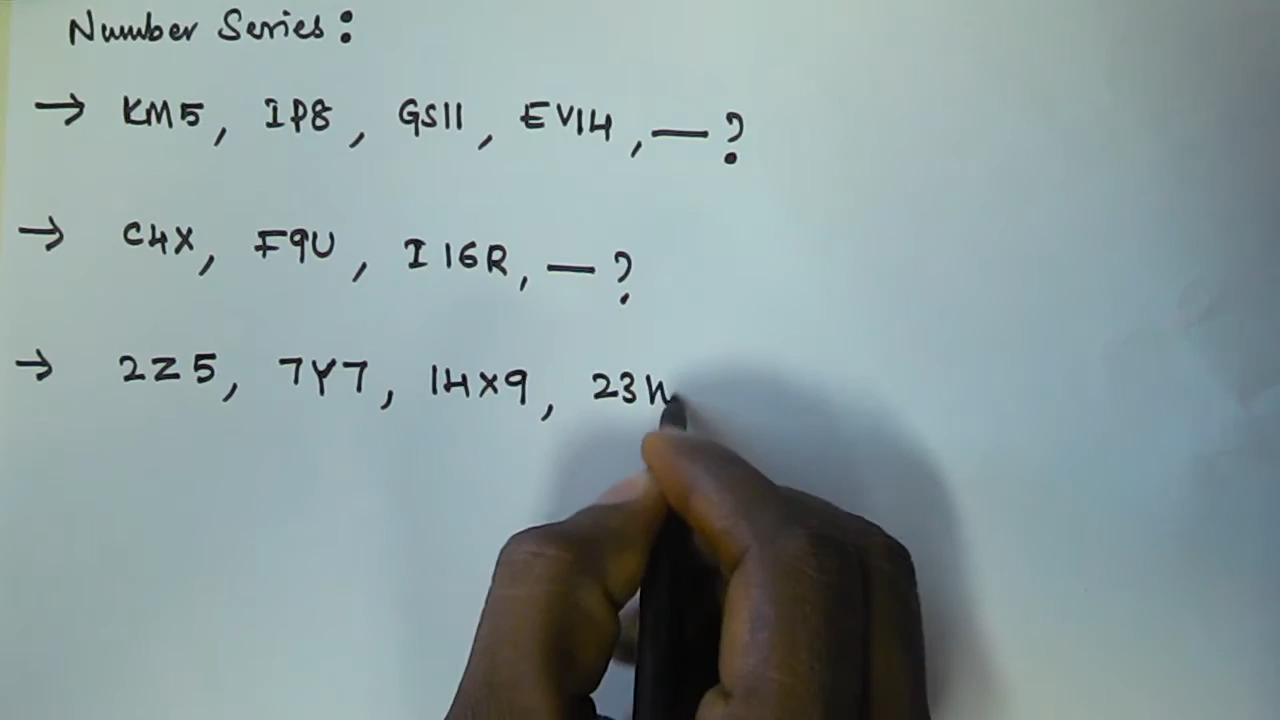 Number Series:
→ KM5, IP8, GS11, EV14, — ?
→ C4X, F9U, I16R, — ?
→ 2Z5, 7Y7, 14X9, 23